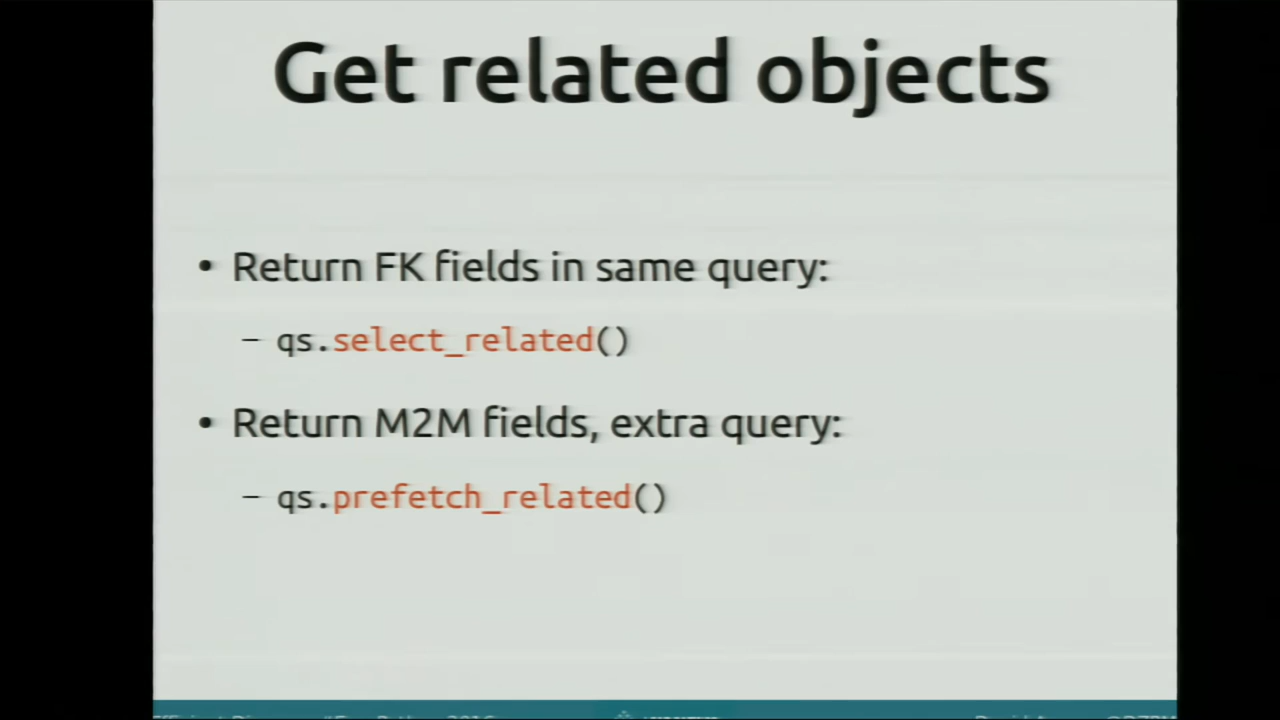 Get related objects
• Return FK fields in same query:
– qs.select_related()
• Return M2M fields, extra query:
– qs.prefetch_related()